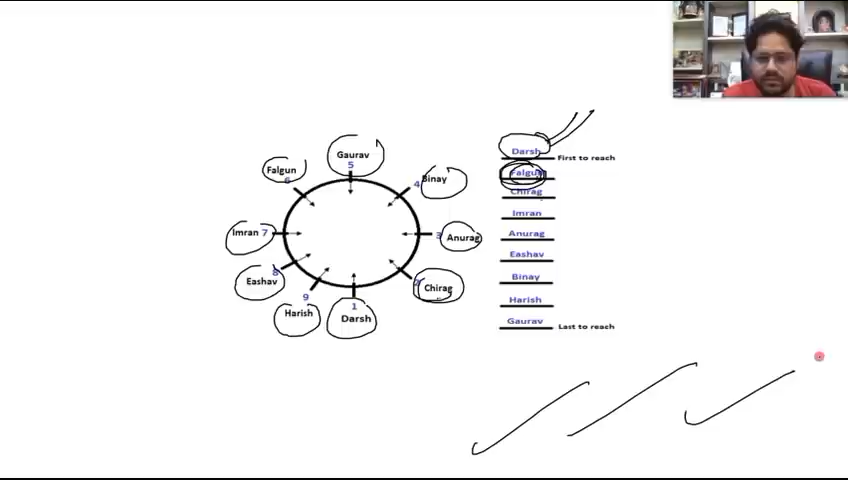 Gaurav
5
Falgun
6
4 Binay
Imran 7
3 Anurag
8
Eashav
2
Chirag
9
Harish
1
Darsh
Darsh
First to reach
Falgun
Chirag
Imran
Anurag
Eashav
Binay
Harish
Gaurav
Last to reach